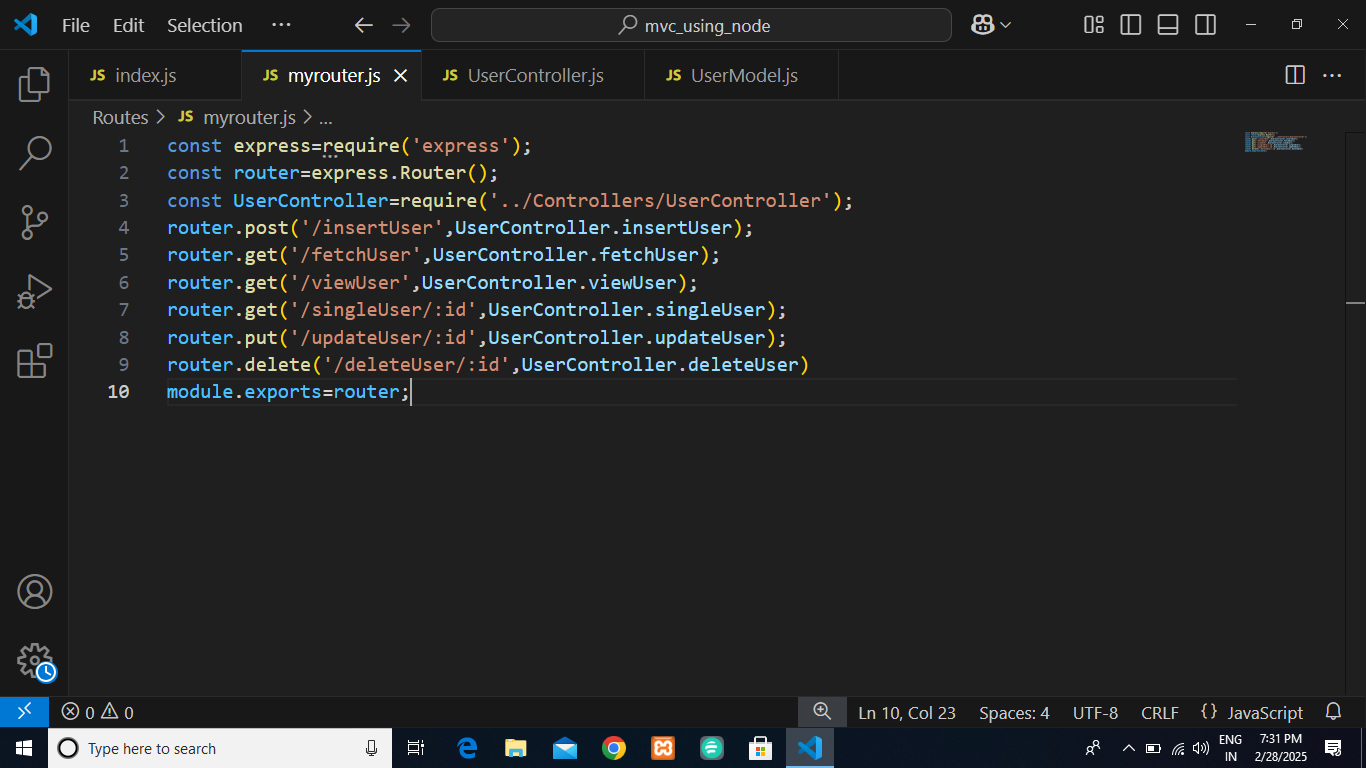 File Edit Selection ··· mvc_using_node
JS index.js JS myrouter.js JS UserController.js JS UserModel.js ···
Routes > JS myrouter.js > ...
1 const express=require('express');
2 const router=express.Router();
3 const UserController=require('../Controllers/UserController');
4 router.post('/insertUser',UserController.insertUser);
5 router.get('/fetchUser',UserController.fetchUser);
6 router.get('/viewUser',UserController.viewUser);
7 router.get('/singleUser/:id',UserController.singleUser);
8 router.put('/updateUser/:id',UserController.updateUser);
9 router.delete('/deleteUser/:id',UserController.deleteUser)
10 module.exports=router;
0 0 Ln 10, Col 23 Spaces: 4 UTF-8 CRLF {} JavaScript
Type here to search ENG IN 7:31 PM 2/28/2025